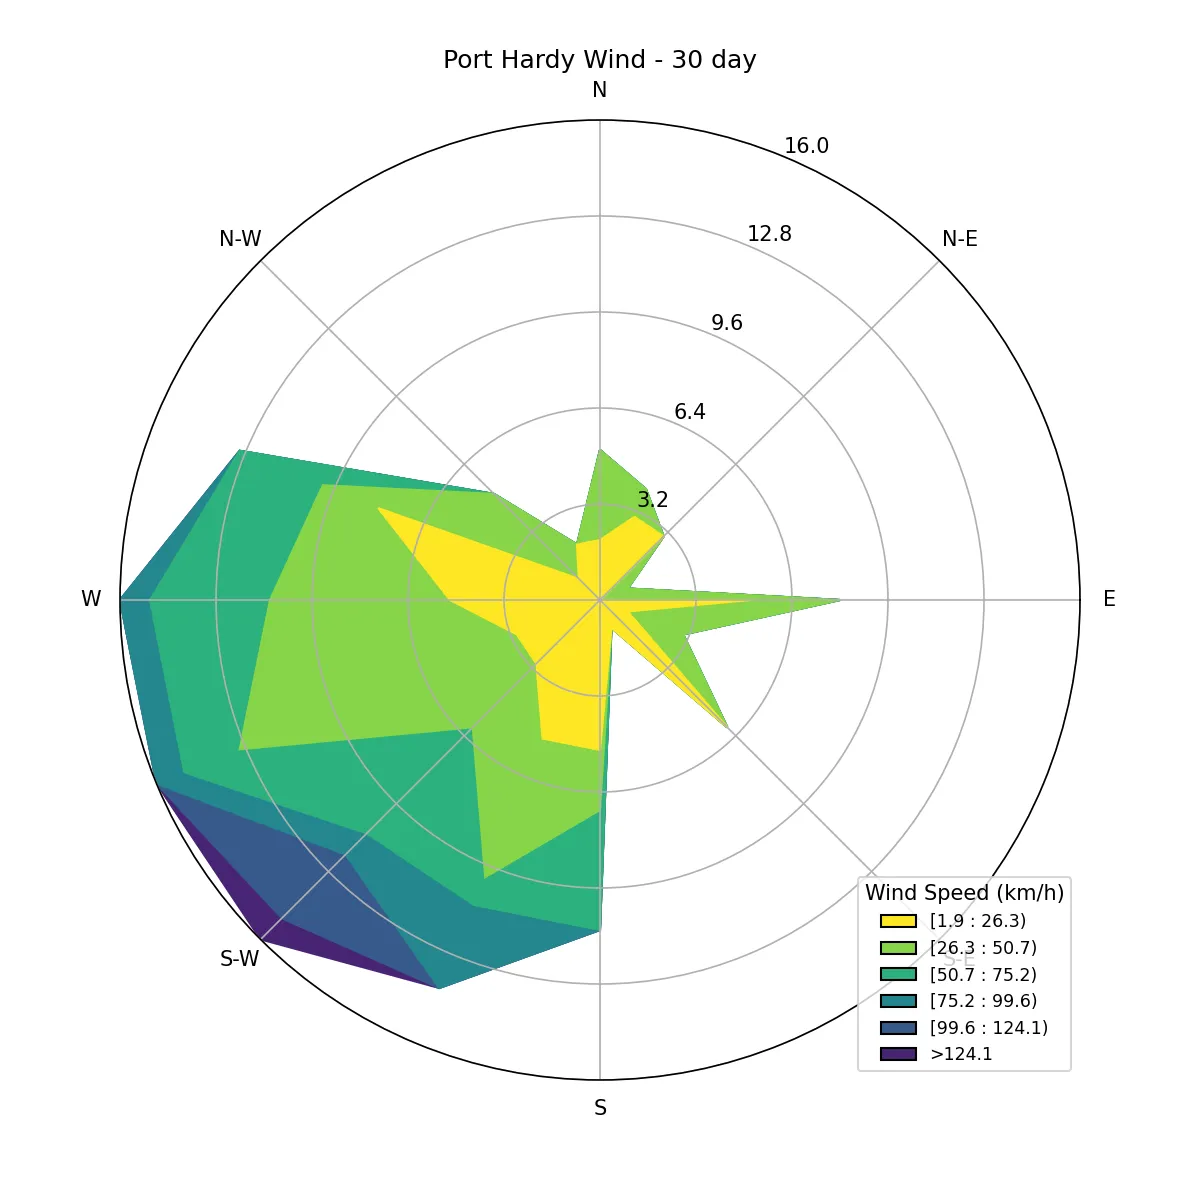 Port Hardy Wind - 30 day
N
16.0
12.8
N-W
N-E
9.6
6.4
3.2
W
E
Wind Speed (km/h)
[1.9 : 26.3)
[26.3 : 50.7)
S-W
S-E
[50.7 : 75.2)
[75.2 : 99.6)
[99.6 : 124.1)
>124.1
S